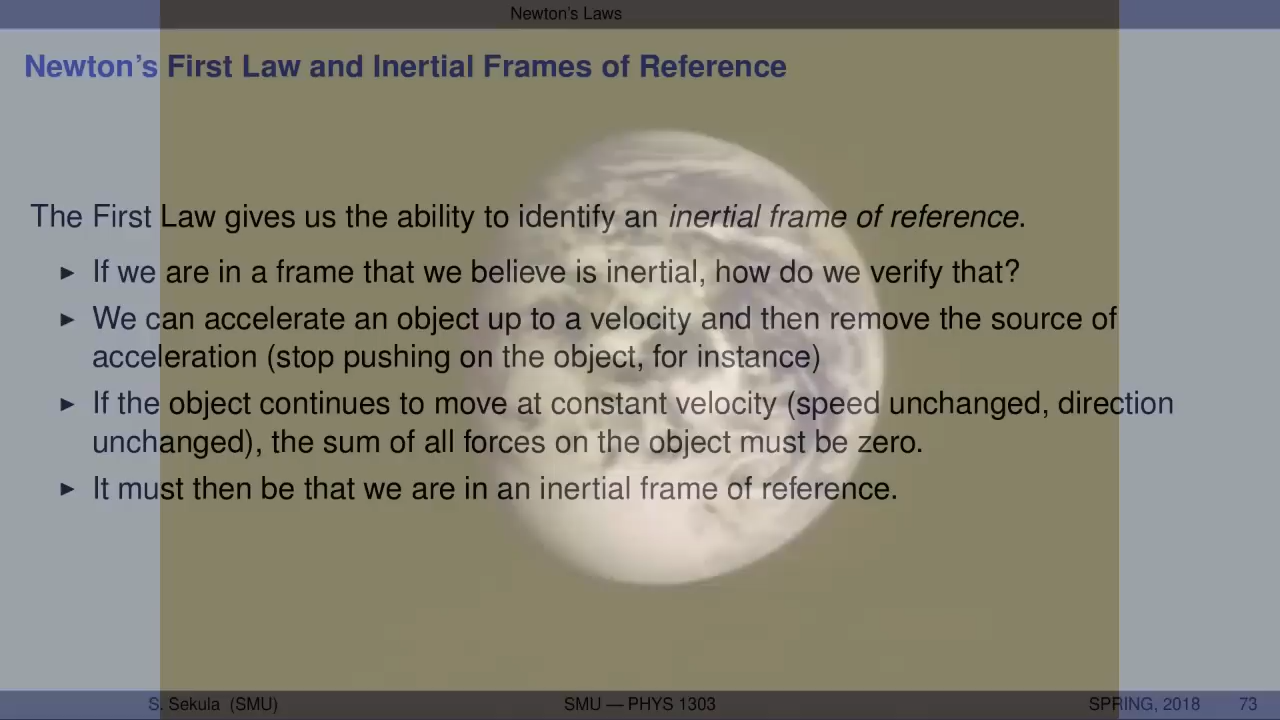 Newton's Laws
Newton's First Law and Inertial Frames of Reference
The First Law gives us the ability to identify an inertial frame of reference.
▶ If we are in a frame that we believe is inertial, how do we verify that?
▶ We can accelerate an object up to a velocity and then remove the source of
acceleration (stop pushing on the object, for instance)
▶ If the object continues to move at constant velocity (speed unchanged, direction
unchanged), the sum of all forces on the object must be zero.
▶ It must then be that we are in an inertial frame of reference.
S. Sekula (SMU) SMU — PHYS 1303 SPRING, 2018 73